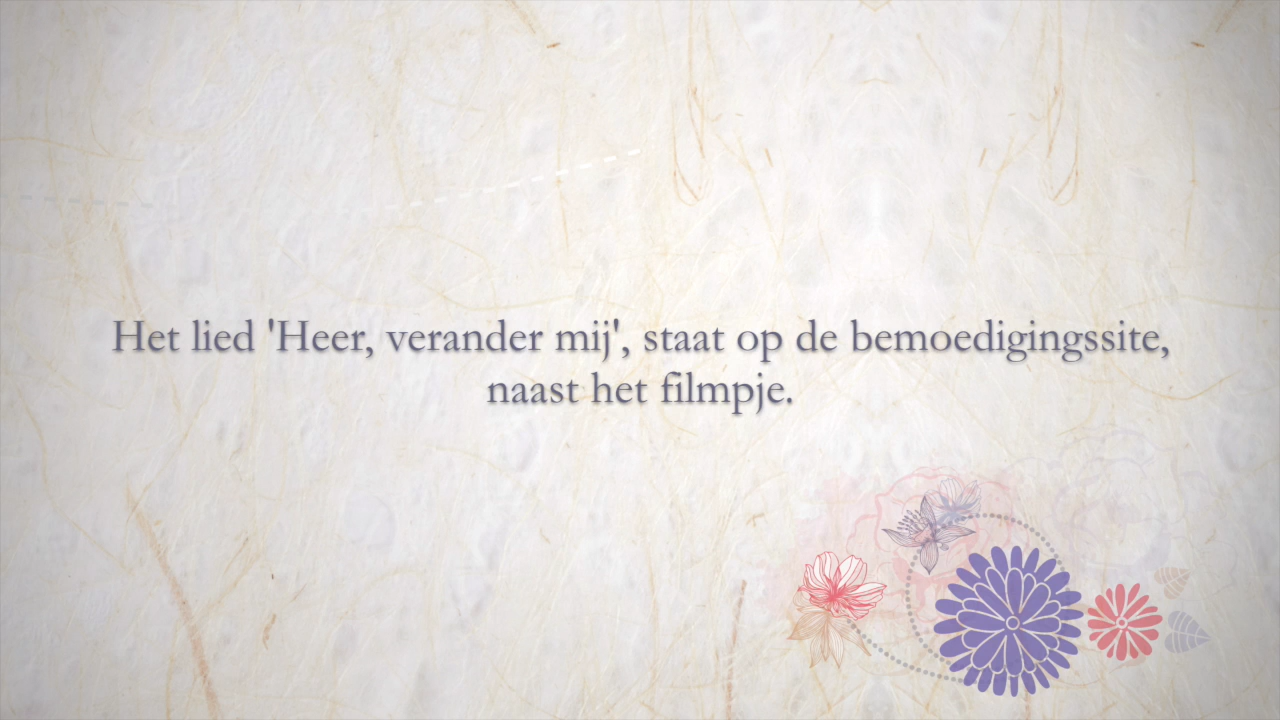 Het lied 'Heer, verander mij', staat op de bemoedigingssite,
naast het filmpje.